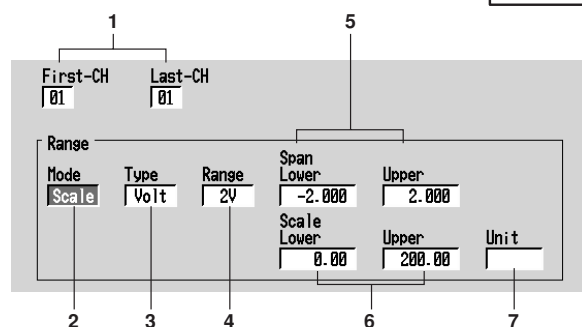 1 5
First-CH Last-CH
01 01
Range
Span
Mode Type Range Lower Upper
Scale Volt 2V -2.000 2.000
Scale
Lower Upper Unit
0.00 200.00
2 3 4 6 7